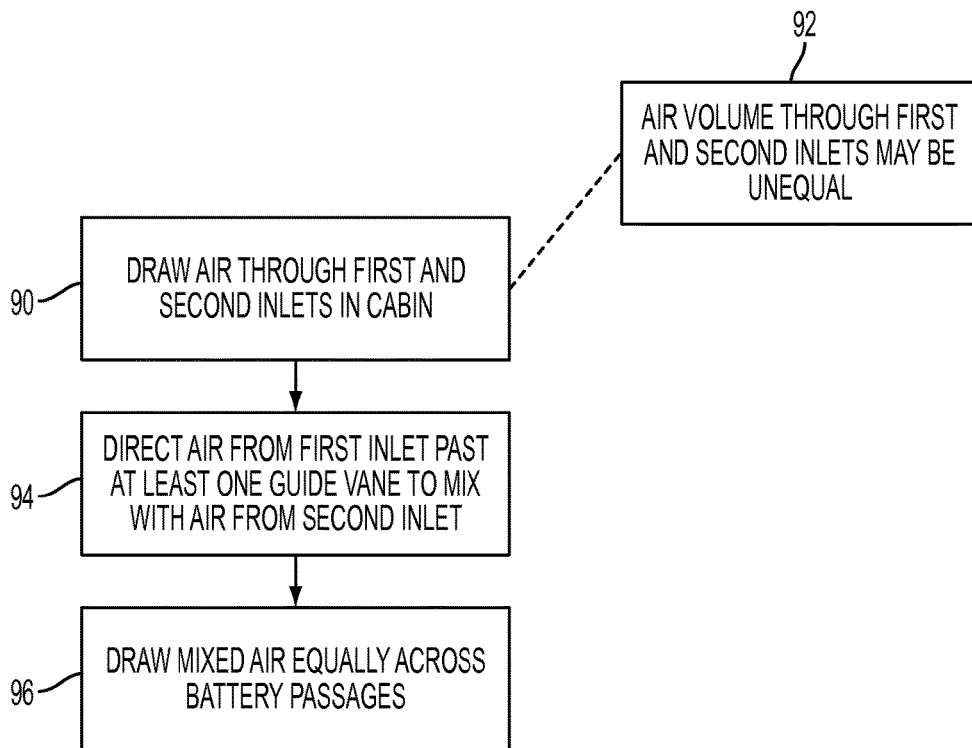 92
AIR VOLUME THROUGH FIRST
AND SECOND INLETS MAY BE
UNEQUAL
90
DRAW AIR THROUGH FIRST AND
SECOND INLETS IN CABIN
94
DIRECT AIR FROM FIRST INLET PAST
AT LEAST ONE GUIDE VANE TO MIX
WITH AIR FROM SECOND INLET
96
DRAW MIXED AIR EQUALLY ACROSS
BATTERY PASSAGES